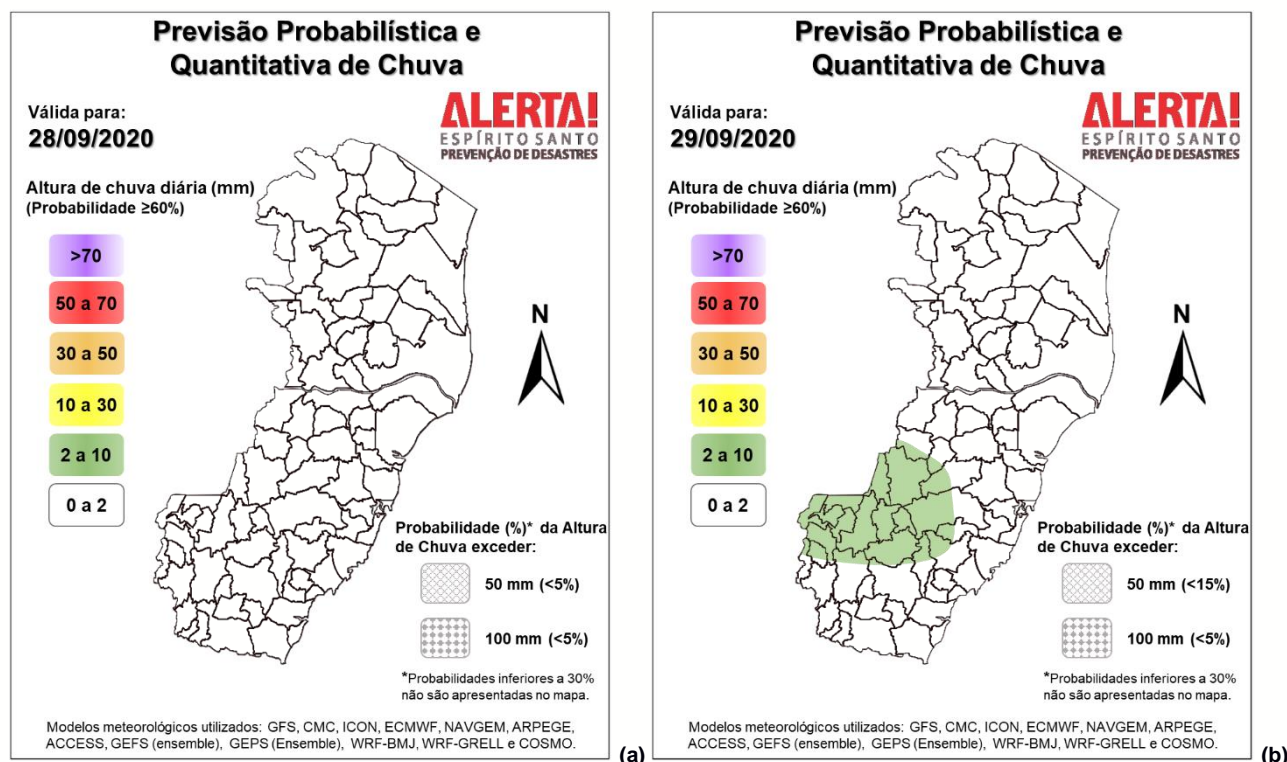 Previsão Probabilística e
Quantitativa de Chuva
Válida para:
28/09/2020
ALERTA!
ESPÍRITO SANTO
PREVENÇÃO DE DESASTRES
Altura de chuva diária (mm)
(Probabilidade ≥60%)
>70
50 a 70
30 a 50
10 a 30
2 a 10
0 a 2
N
Probabilidade (%)* da Altura
de Chuva exceder:
50 mm (<5%)
100 mm (<5%)
*Probabilidades inferiores a 30%
não são apresentadas no mapa.
Modelos meteorológicos utilizados: GFS, CMC, ICON, ECMWF, NAVGEM, ARPEGE,
ACCESS, GEFS (ensemble), GEPS (Ensemble), WRF-BMJ, WRF-GRELL e COSMO.
(a)
Previsão Probabilística e
Quantitativa de Chuva
Válida para:
29/09/2020
ALERTA!
ESPÍRITO SANTO
PREVENÇÃO DE DESASTRES
Altura de chuva diária (mm)
(Probabilidade ≥60%)
>70
50 a 70
30 a 50
10 a 30
2 a 10
0 a 2
N
Probabilidade (%)* da Altura
de Chuva exceder:
50 mm (<15%)
100 mm (<5%)
*Probabilidades inferiores a 30%
não são apresentadas no mapa.
Modelos meteorológicos utilizados: GFS, CMC, ICON, ECMWF, NAVGEM, ARPEGE,
ACCESS, GEFS (ensemble), GEPS (Ensemble), WRF-BMJ, WRF-GRELL e COSMO.
(b)